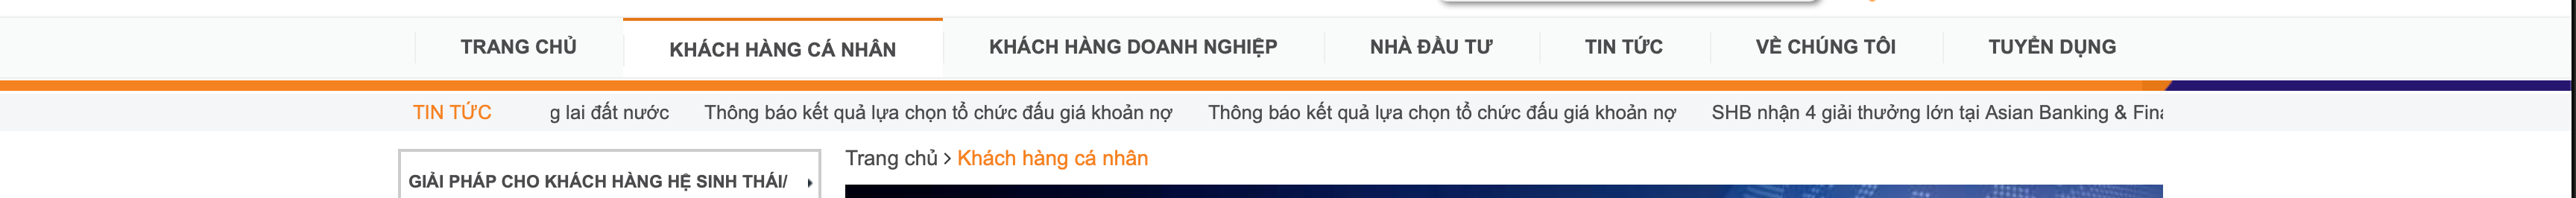 TRANG CHỦ KHÁCH HÀNG CÁ NHÂN KHÁCH HÀNG DOANH NGHIỆP NHÀ ĐẦU TƯ TIN TỨC VỀ CHÚNG TÔI TUYỂN DỤNG
TIN TỨC g lai đất nước Thông báo kết quả lựa chọn tổ chức đấu giá khoản nợ Thông báo kết quả lựa chọn tổ chức đấu giá khoản nợ SHB nhận 4 giải thưởng lớn tại Asian Banking & Fina
Trang chủ > Khách hàng cá nhân
GIẢI PHÁP CHO KHÁCH HÀNG HỆ SINH THÁI/